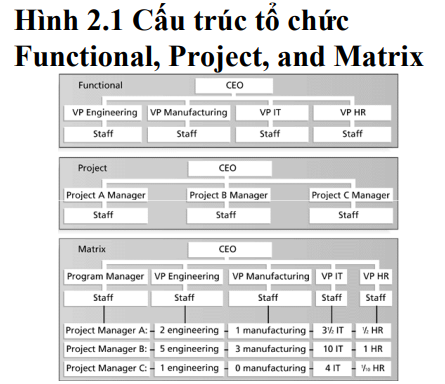 Hình 2.1 Cấu trúc tổ chức
Functional, Project, and Matrix
Functional CEO
VP Engineering VP Manufacturing VP IT VP HR
Staff Staff Staff Staff
Project CEO
Project A Manager Project B Manager Project C Manager
Staff Staff Staff
Matrix CEO
Program Manager VP Engineering VP Manufacturing VP IT VP HR
Staff Staff Staff Staff Staff
Project Manager A: 2 engineering 1 manufacturing 3½ IT ½ HR
Project Manager B: 5 engineering 3 manufacturing 10 IT 1 HR
Project Manager C: 1 engineering 0 manufacturing 4 IT 1/10 HR